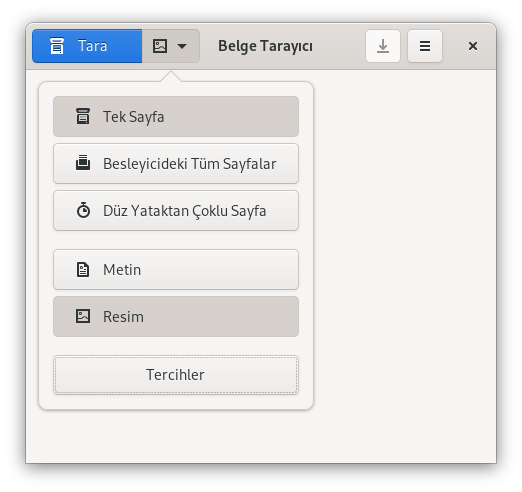 Tara
Belge Tarayıcı
Tek Sayfa
Besleyicideki Tüm Sayfalar
Düz Yataktan Çoklu Sayfa
Metin
Resim
Tercihler